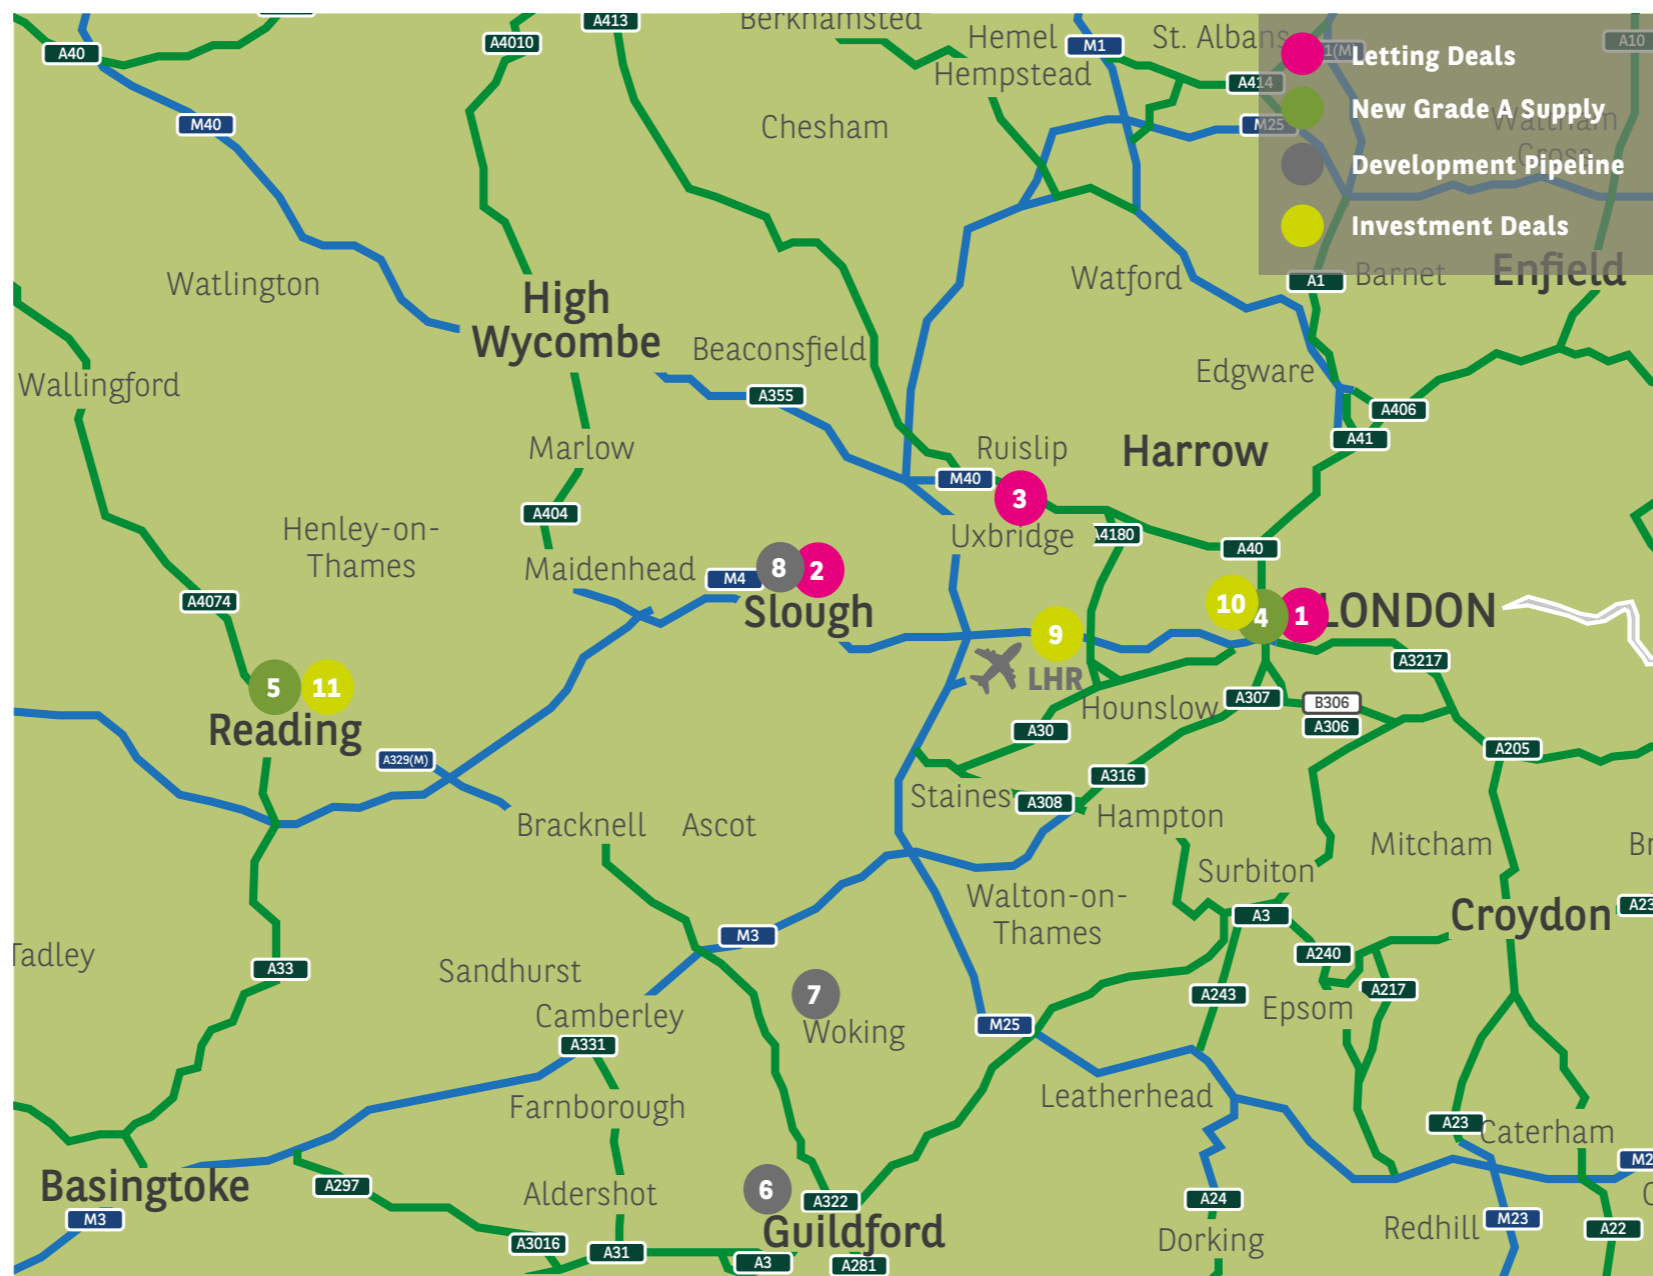 Berkhamsted
A413
A40
A4010
Hemel
Hempstead
M1
St. Albans
A414
A10
Letting Deals
New Grade A Supply
Development Pipeline
Investment Deals
M40
Chesham
M25
Waltham
Cross
Watlington
High
Wycombe
Watford
A1
Barnet
Enfield
Wallingford
Beaconsfield
Edgware
A355
A406
A41
Marlow
Ruislip
Harrow
M40
3
A404
Henley-on-
Thames
Uxbridge
A4180
A40
Maidenhead
M4
8
2
Slough
A4074
10
4
1
LONDON
9
LHR
A3217
5
11
Reading
Hounslow
A307
B306
A306
A30
A329(M)
A205
A316
Staines
A308
Hampton
Bracknell
Ascot
Mitcham
Br
Surbiton
Walton-on-
Thames
A3
Croydon
A23
M3
Tadley
A33
Sandhurst
A240
7
A243
A217
Camberley
Woking
M25
Epsom
A331
Farnborough
Leatherhead
A23
Caterham
M2
Basingtoke
A297
Aldershot
6
A322
Guildford
A24
M3
Redhill
M23
A22
Dorking
A3016
A31
A3
A281